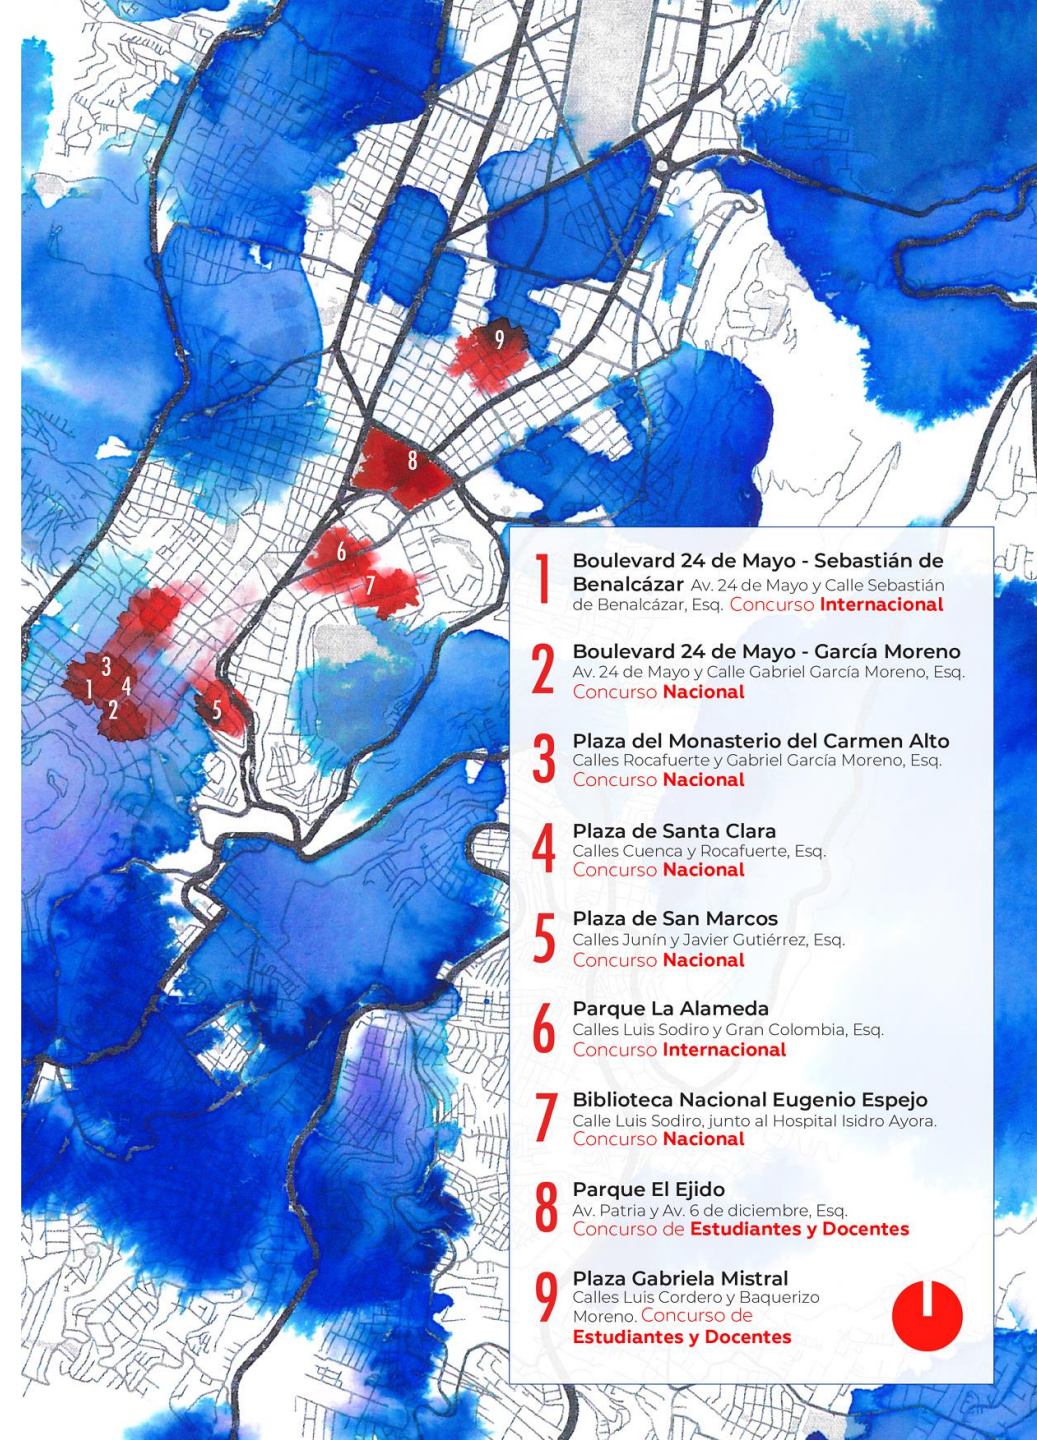 9
8
6
7
3
1
4
2
5
1
Boulevard 24 de Mayo - Sebastián de
Benalcázar Av. 24 de Mayo y Calle Sebastián
de Benalcázar, Esq. Concurso Internacional
2
Boulevard 24 de Mayo - García Moreno
Av. 24 de Mayo y Calle Gabriel García Moreno, Esq.
Concurso Nacional
3
Plaza del Monasterio del Carmen Alto
Calles Rocafuerte y Gabriel García Moreno, Esq.
Concurso Nacional
4
Plaza de Santa Clara
Calles Cuenca y Rocafuerte, Esq.
Concurso Nacional
5
Plaza de San Marcos
Calles Junín y Javier Gutiérrez, Esq.
Concurso Nacional
6
Parque La Alameda
Calles Luis Sodiro y Gran Colombia, Esq.
Concurso Internacional
7
Biblioteca Nacional Eugenio Espejo
Calle Luis Sodiro, junto al Hospital Isidro Ayora.
Concurso Nacional
8
Parque El Ejido
Av. Patria y Av. 6 de diciembre, Esq.
Concurso de Estudiantes y Docentes
9
Plaza Gabriela Mistral
Calles Luis Cordero y Baquerizo
Moreno. Concurso de
Estudiantes y Docentes